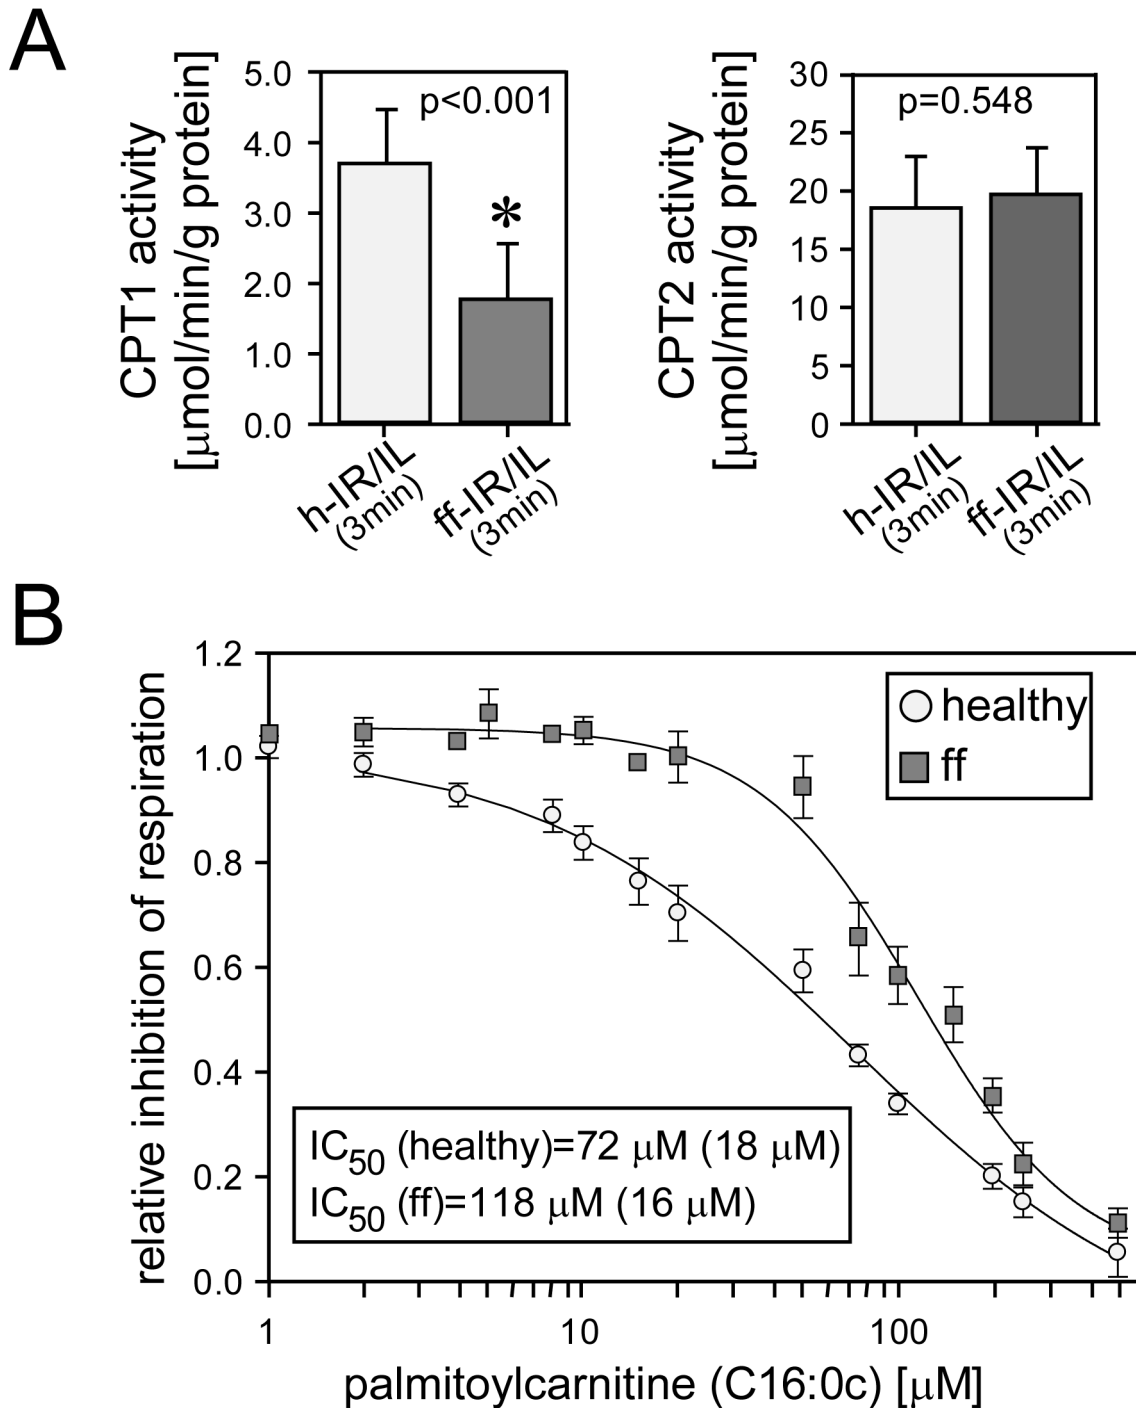 A
CPT1 activity
[μmol/min/g protein]
5.0
4.0
3.0
2.0
1.0
0.0
p<0.001
*
h-IR/IL
(3min)
ff-IR/IL
(3min)
CPT2 activity
[μmol/min/g protein]
30
25
20
15
10
5
0
p=0.548
h-IR/IL
(3min)
ff-IR/IL
(3min)
B
relative inhibition of respiration
1.2
1.0
0.8
0.6
0.4
0.2
0.0
healthy
ff
IC50 (healthy)=72 μM (18 μM)
IC50 (ff)=118 μM (16 μM)
1
10
100
palmitoylcarnitine (C16:0c) [μM]